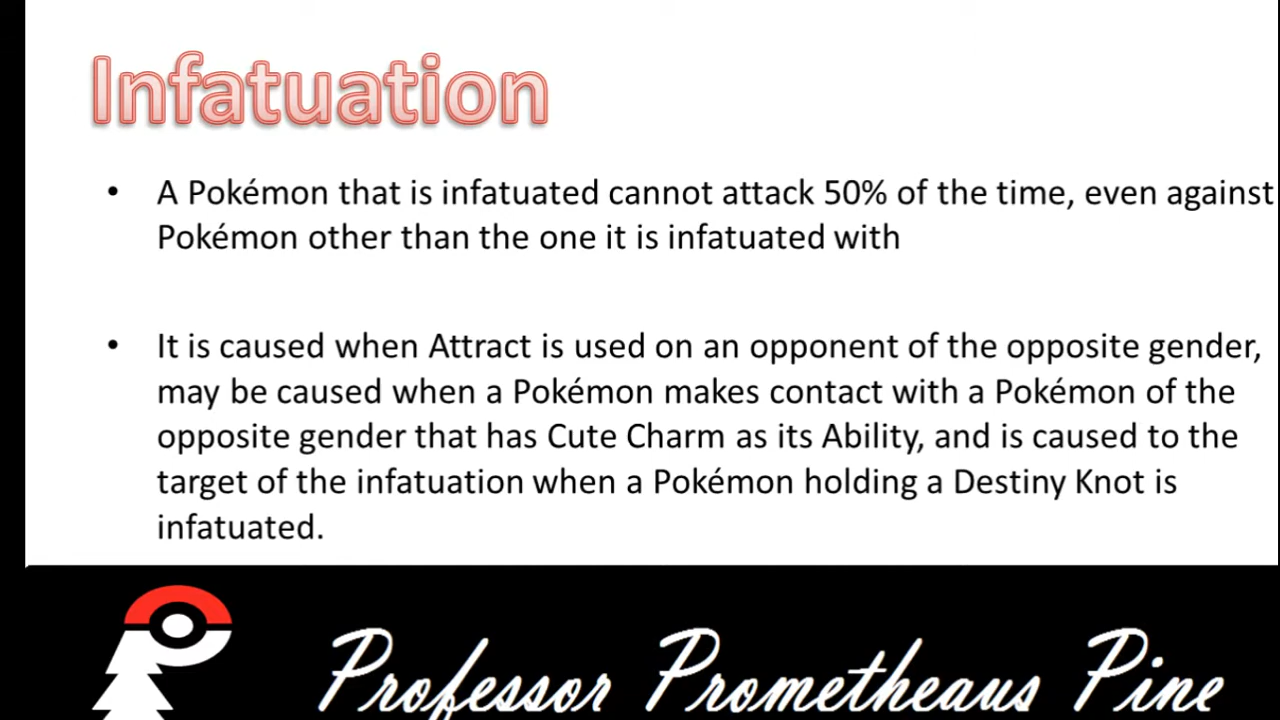 Infatuation
• A Pokémon that is infatuated cannot attack 50% of the time, even against
Pokémon other than the one it is infatuated with
• It is caused when Attract is used on an opponent of the opposite gender,
may be caused when a Pokémon makes contact with a Pokémon of the
opposite gender that has Cute Charm as its Ability, and is caused to the
target of the infatuation when a Pokémon holding a Destiny Knot is
infatuated.
Professor Prometheaus Pine